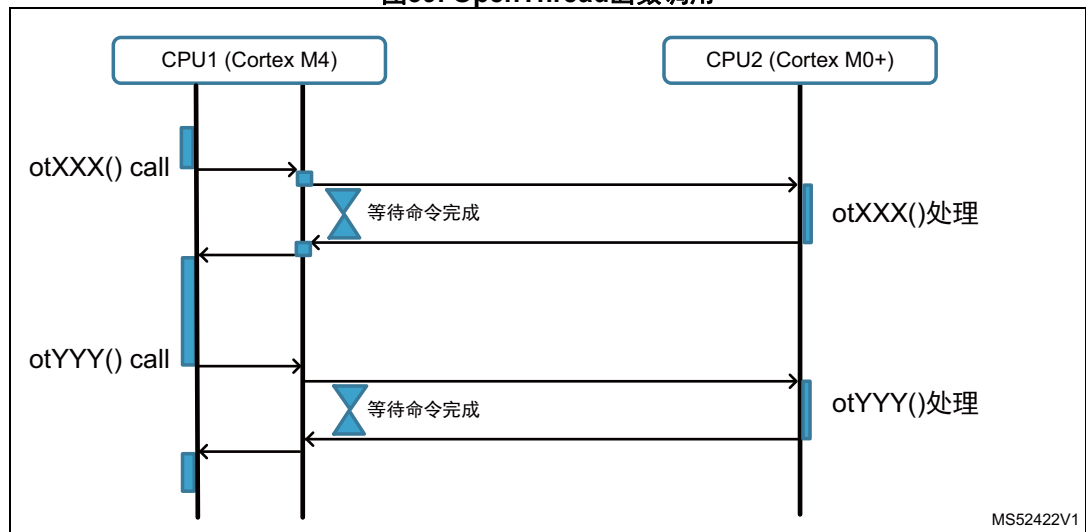 CPU1 (Cortex M4)
CPU2 (Cortex M0+)
otXXX() call
等待命令完成
otXXX()处理
otYYY() call
等待命令完成
otYYY()处理
MS52422V1